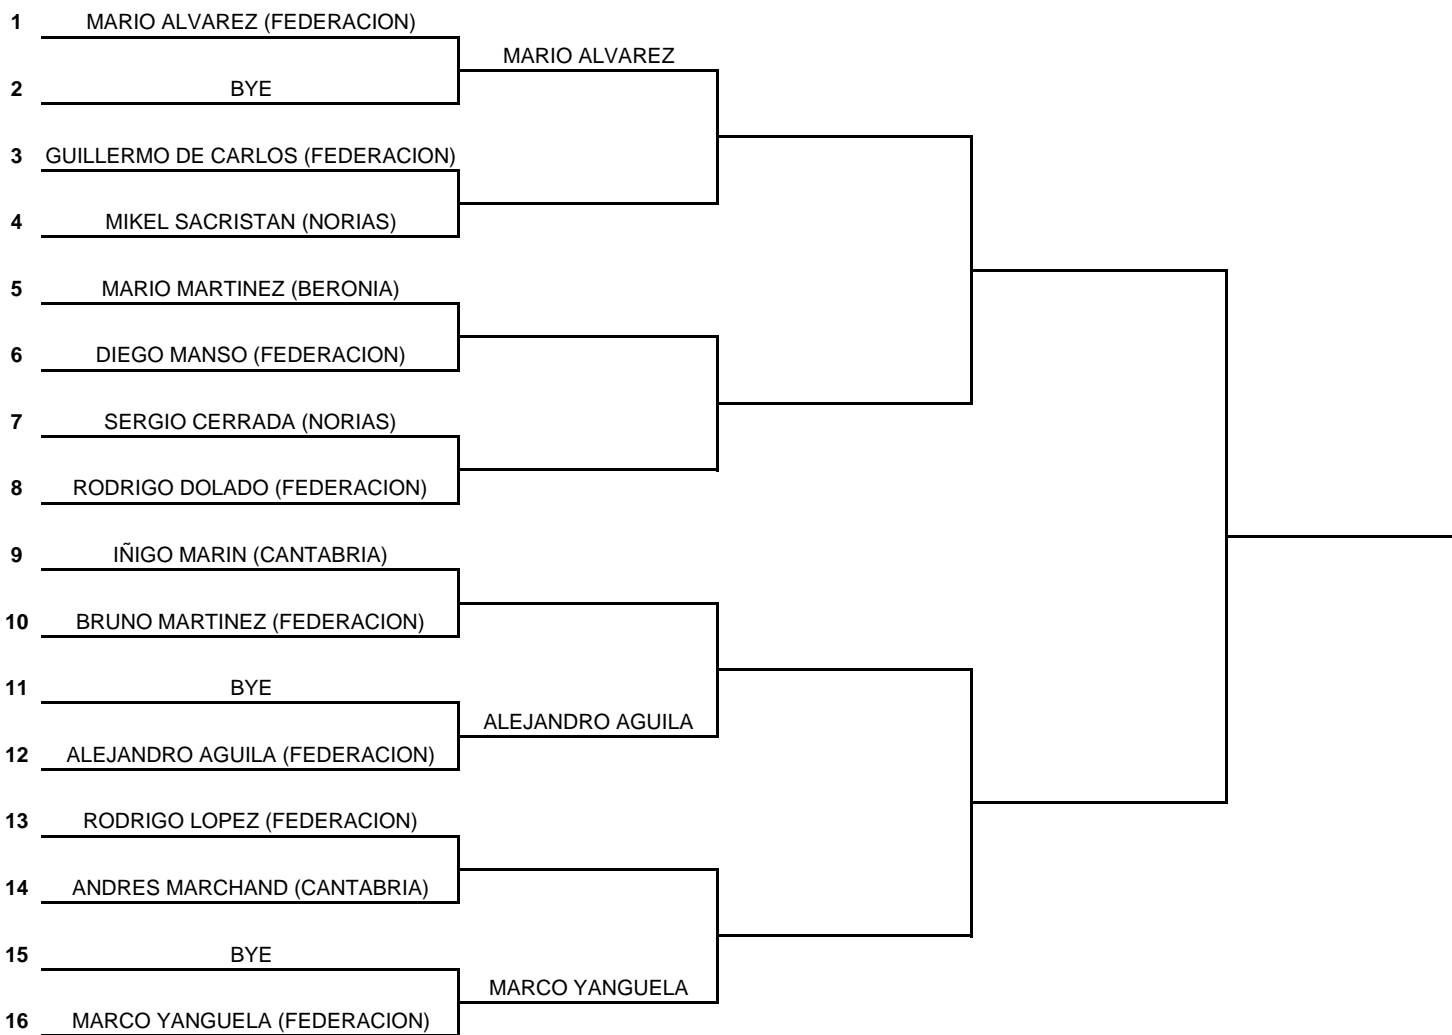 1 MARIO ALVAREZ (FEDERACION)
MARIO ALVAREZ
2 BYE
3 GUILLERMO DE CARLOS (FEDERACION)
4 MIKEL SACRISTAN (NORIAS)
5 MARIO MARTINEZ (BERONIA)
6 DIEGO MANSO (FEDERACION)
7 SERGIO CERRADA (NORIAS)
8 RODRIGO DOLADO (FEDERACION)
9 IÑIGO MARIN (CANTABRIA)
10 BRUNO MARTINEZ (FEDERACION)
11 BYE
ALEJANDRO AGUILA
12 ALEJANDRO AGUILA (FEDERACION)
13 RODRIGO LOPEZ (FEDERACION)
14 ANDRES MARCHAND (CANTABRIA)
15 BYE
MARCO YANGUELA
16 MARCO YANGUELA (FEDERACION)